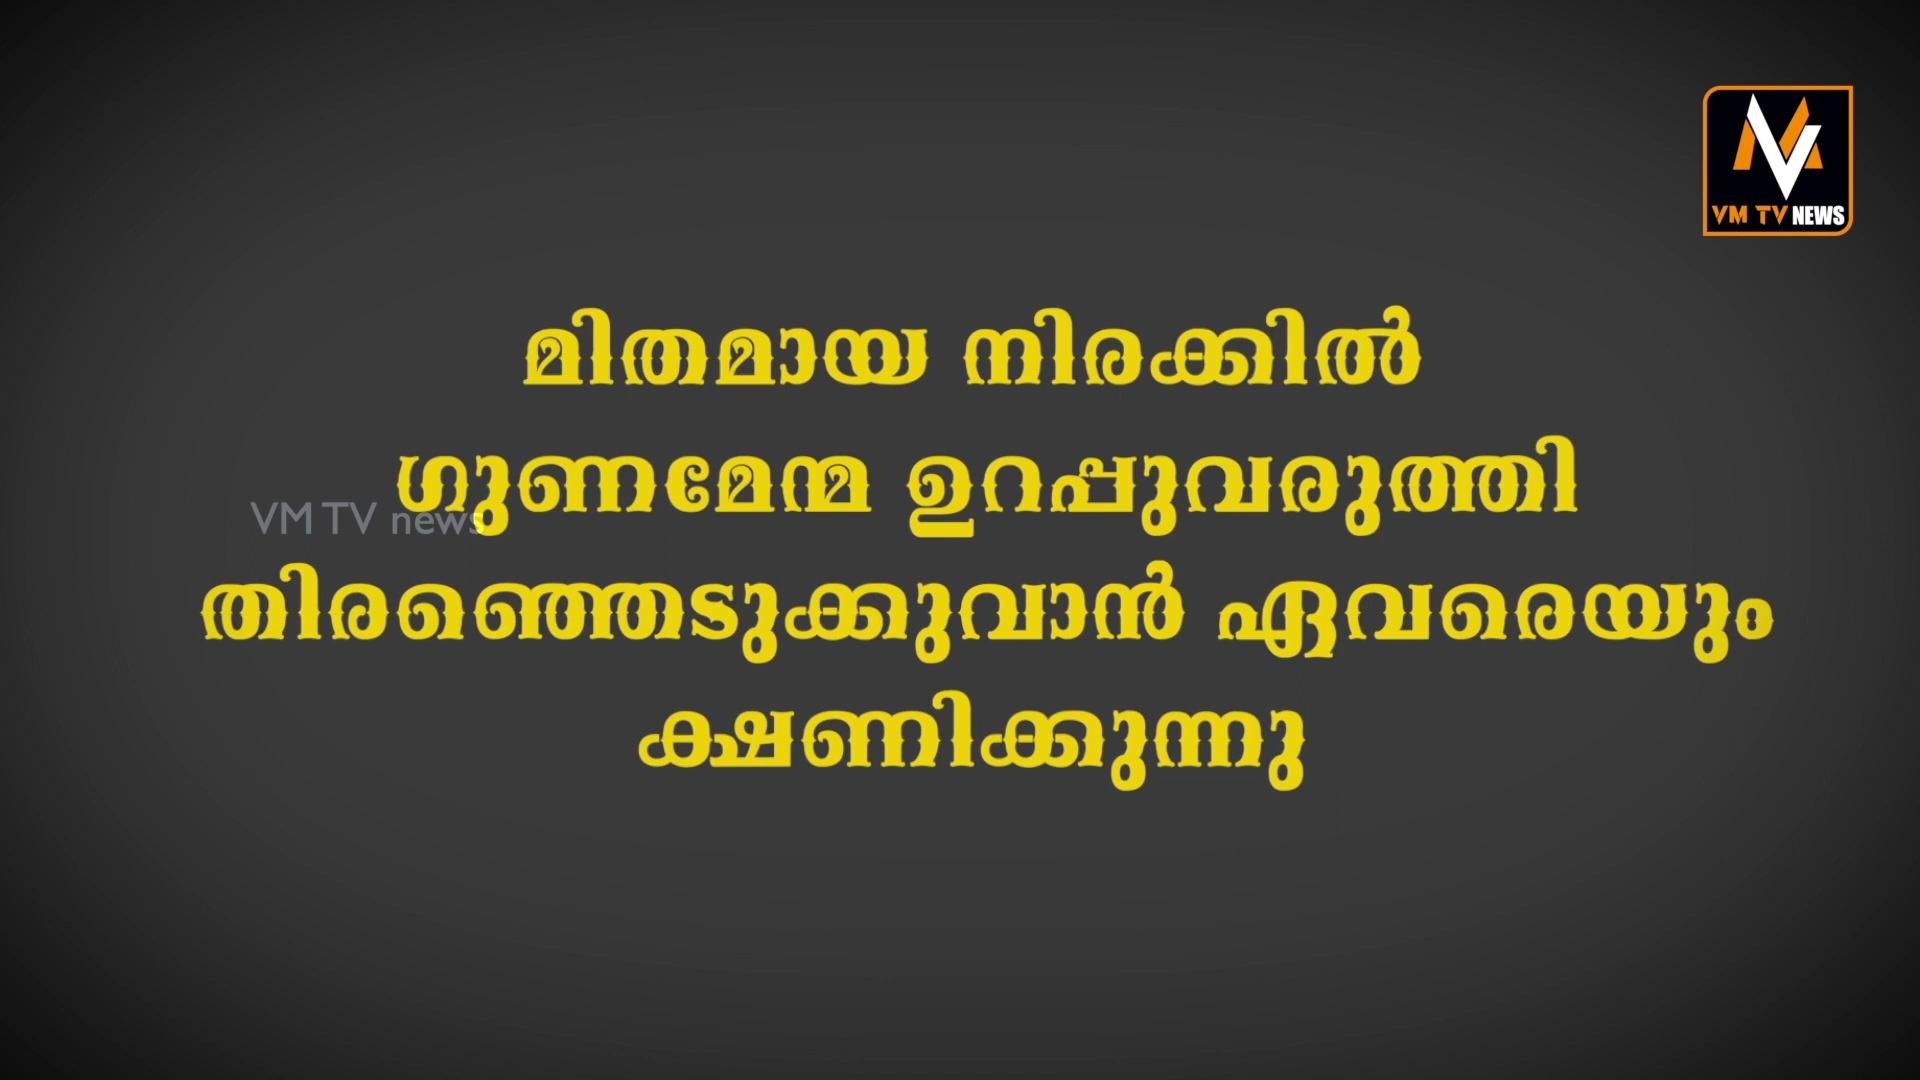 VM TV NEWS
മിതമായ നിരക്കിൽ
ഗുണമേന്മ ഉറപ്പുവരുത്തി
VM TV news
തിരഞ്ഞെടുക്കുവാൻ ഏവരെയും
ക്ഷണിക്കുന്നു